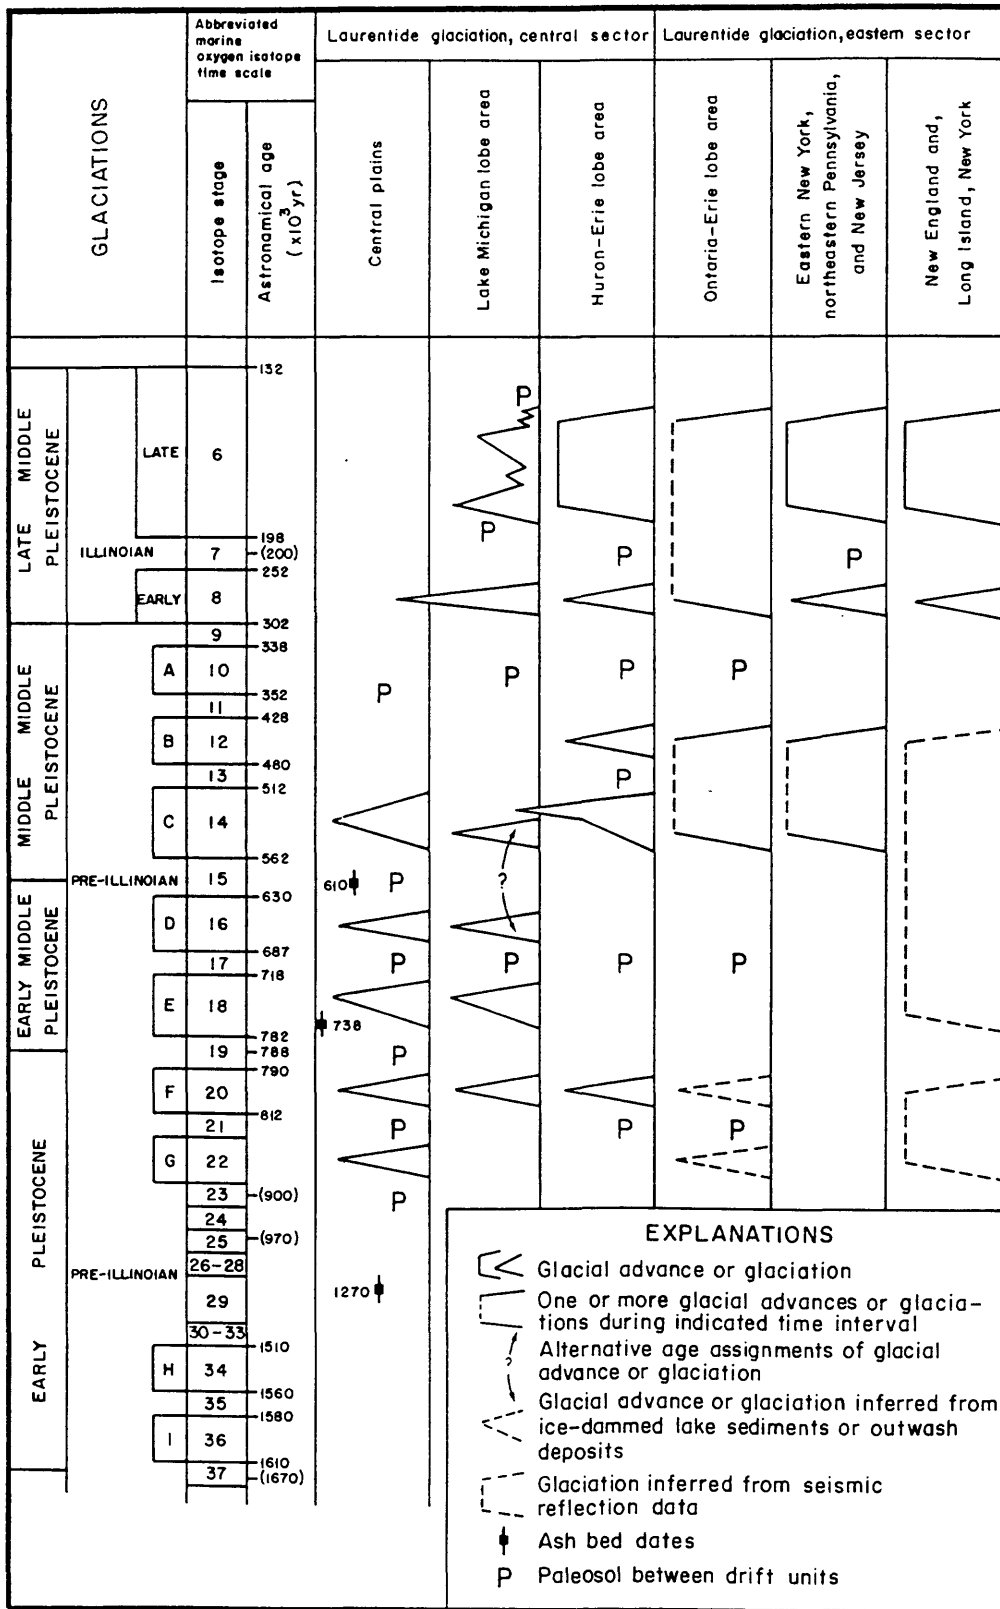 GLACIATIONS
Abbreviated
marine
oxygen isotope
time scale
Isotope stage
Astronamical age
(x10³yr)
Laurentide glaciation, central sector
Laurentide glaciation, eastern sector
Central plains
Lake Michigan lobe area
Huron-Erie lobe area
Ontaria-Erie lobe area
Eastern New York,
northeastern Pennsylvania,
and New Jersey
New England and,
Long Island, New York
LATE MIDDLE
PLEISTOCENE
MIDDLE MIDDLE
PLEISTOCENE
EARLY MIDDLE
PLEISTOCENE
EARLY PLEISTOCENE
132
P
LATE 6
P
198
ILLINOIAN 7 (200) P P
252
EARLY 8
302
9
338
A 10 P P P P
352
11
428
B 12
480
13 P
512
C 14
562
PRE-ILLINOIAN 15 610 P ?
630
D 16
687
17 P P P P
718
E 18
738
782
19 788 P
790
F 20
812
21 P P P
G 22
23 (900) P
24
25 (970)
26-28
PRE-ILLINOIAN
29 1270
30-33
1510
H 34
1560
35
1580
I 36
1610
37 (1670)
EXPLANATIONS
Glacial advance or glaciation
One or more glacial advances or glacia-
tions during indicated time interval
? Alternative age assignments of glacial
advance or glaciation
Glacial advance or glaciation inferred from
ice-dammed lake sediments or outwash
deposits
Glaciation inferred from seismic
reflection data
Ash bed dates
P Paleosol between drift units